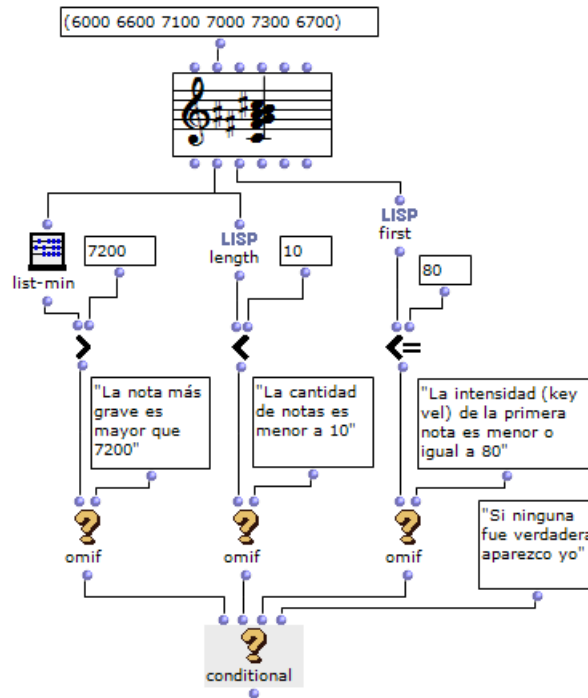 (6000 6600 7100 7000 7300 6700)
LISP
first
LISP
length
7200
10
80
list-min
>
<
<=
"La nota más
grave es
mayor que
7200"
"La cantidad
de notas es
menor a 10"
"La intensidad (key
vel) de la primera
nota es menor o
igual a 80"
"Si ninguna
fue verdadera
aparezco yo"
omif
omif
omif
conditional